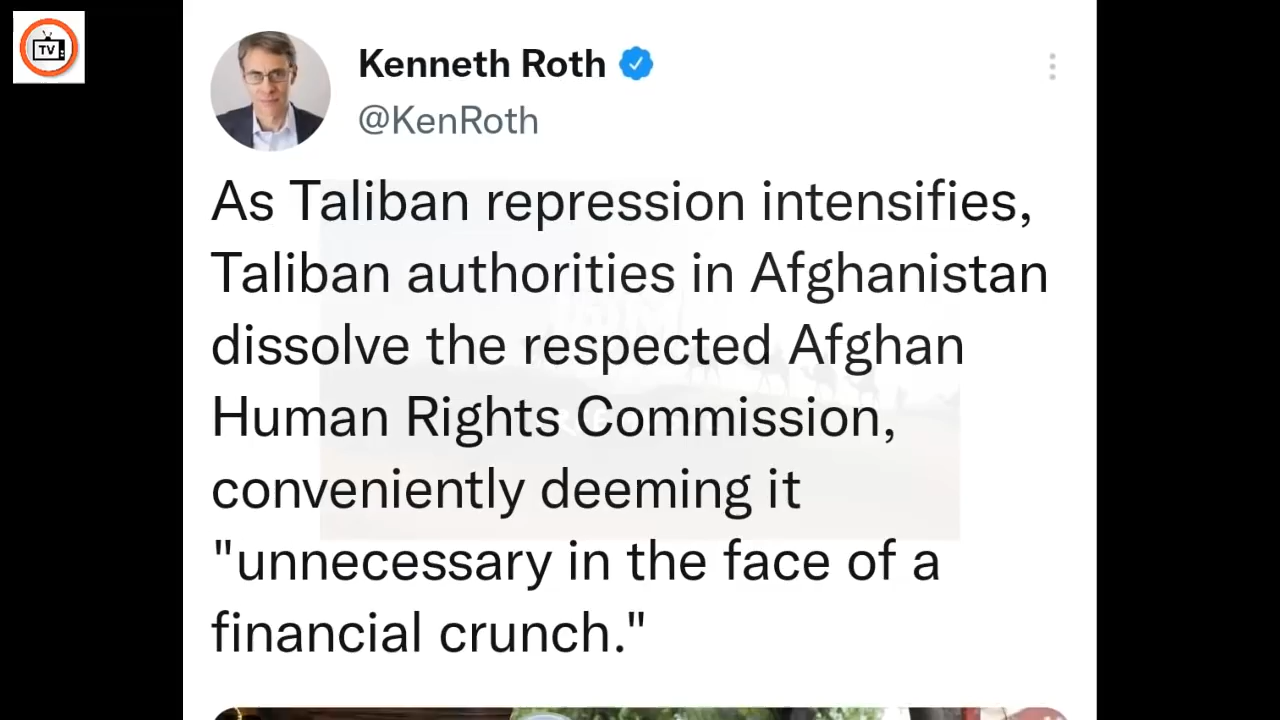 TV
Kenneth Roth
@KenRoth
As Taliban repression intensifies,
Taliban authorities in Afghanistan
dissolve the respected Afghan
Human Rights Commission,
conveniently deeming it
"unnecessary in the face of a
financial crunch."